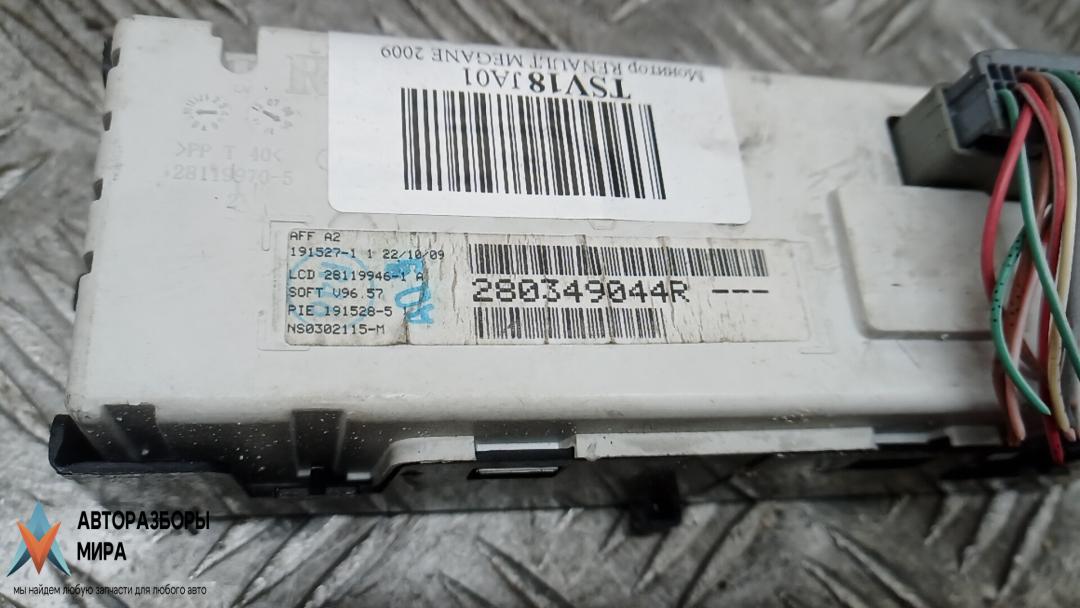 Монитор RENAULT MEGANE 2009
TSV18JA01
>PP T 40<
28119970-5
2
AFF A2
191527-1 1 22/10/09
LCD 28119946-1 A
SOFT V96.57
PIE 191528-5
NS0302115-M
280349044R ---
АВТОРАЗБОРЫ
МИРА
мы найдем любую запчасти для любого авто